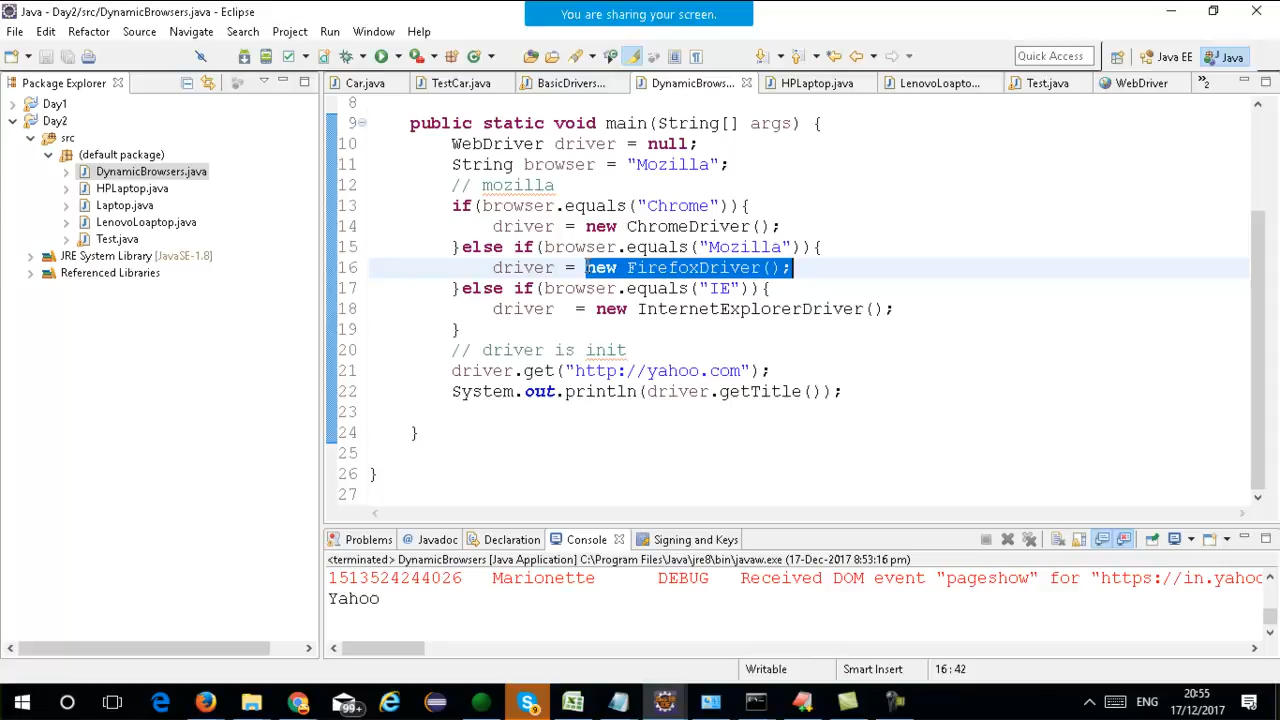 Java - Day2/src/DynamicBrowsers.java - Eclipse
You are sharing your screen.
File Edit Refactor Source Navigate Search Project Run Window Help
Quick Access Java EE Java
Package Explorer
Car.java TestCar.java BasicDrivers... DynamicBrows... HPLaptop.java LenovoLoapto... Test.java WebDriver »2
Day1
Day2
src
(default package)
DynamicBrowsers.java
HPLaptop.java
Laptop.java
LenovoLoaptop.java
Test.java
JRE System Library [JavaSE-1.8]
Referenced Libraries
8
9 public static void main(String[] args) {
10 WebDriver driver = null;
11 String browser = "Mozilla";
12 // mozilla
13 if(browser.equals("Chrome")){
14 driver = new ChromeDriver();
15 }else if(browser.equals("Mozilla")){
16 driver = new FirefoxDriver();
17 }else if(browser.equals("IE")){
18 driver  = new InternetExplorerDriver();
19 }
20 // driver is init
21 driver.get("http://yahoo.com");
22 System.out.println(driver.getTitle());
23
24 }
25
26 }
27
Problems Javadoc Declaration Console Signing and Keys
<terminated> DynamicBrowsers [Java Application] C:\Program Files\Java\jre8\bin\javaw.exe (17-Dec-2017 8:53:16 pm)
1513524244026 Marionette DEBUG Received DOM event "pageshow" for "https://in.yahoo
Yahoo
Writable Smart Insert 16 : 42
99+ 9 ENG 20:55
17/12/2017